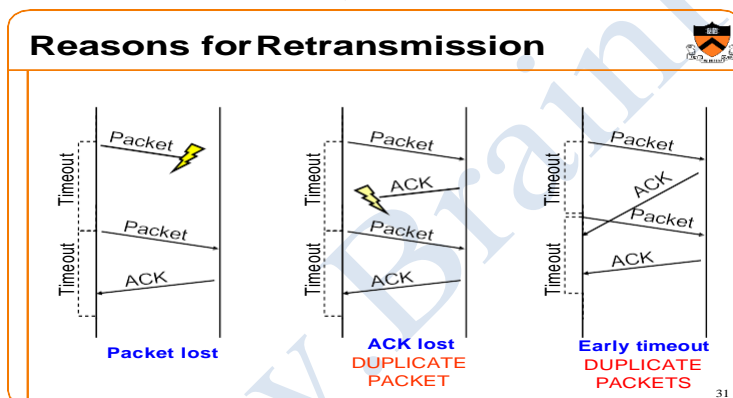 Reasons for Retransmission
Packet
Timeout
Packet
Timeout
ACK
Packet lost
Packet
ACK
Timeout
Packet
Timeout
ACK
ACK lost
DUPLICATE
PACKET
Packet
ACK
Timeout
Packet
Timeout
ACK
Early timeout
DUPLICATE
PACKETS
31